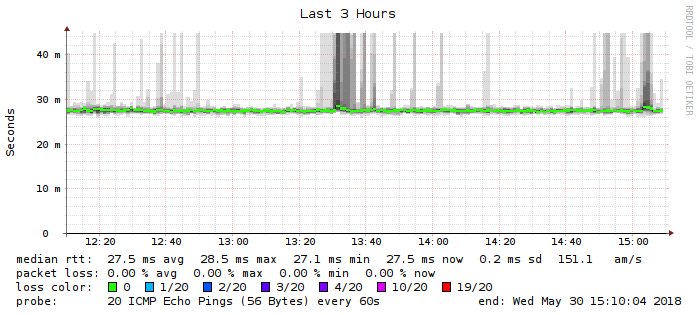 Last 3 Hours
RRDTOOL / TOBI OETIKER
Seconds
40 m
30 m
20 m
10 m
0
12:20 12:40 13:00 13:20 13:40 14:00 14:20 14:40 15:00
median rtt: 27.5 ms avg 28.5 ms max 27.1 ms min 27.5 ms now 0.2 ms sd 151.1 am/s
packet loss: 0.00 % avg 0.00 % max 0.00 % min 0.00 % now
loss color: 0 1/20 2/20 3/20 4/20 10/20 19/20
probe: 20 ICMP Echo Pings (56 Bytes) every 60s end: Wed May 30 15:10:04 2018